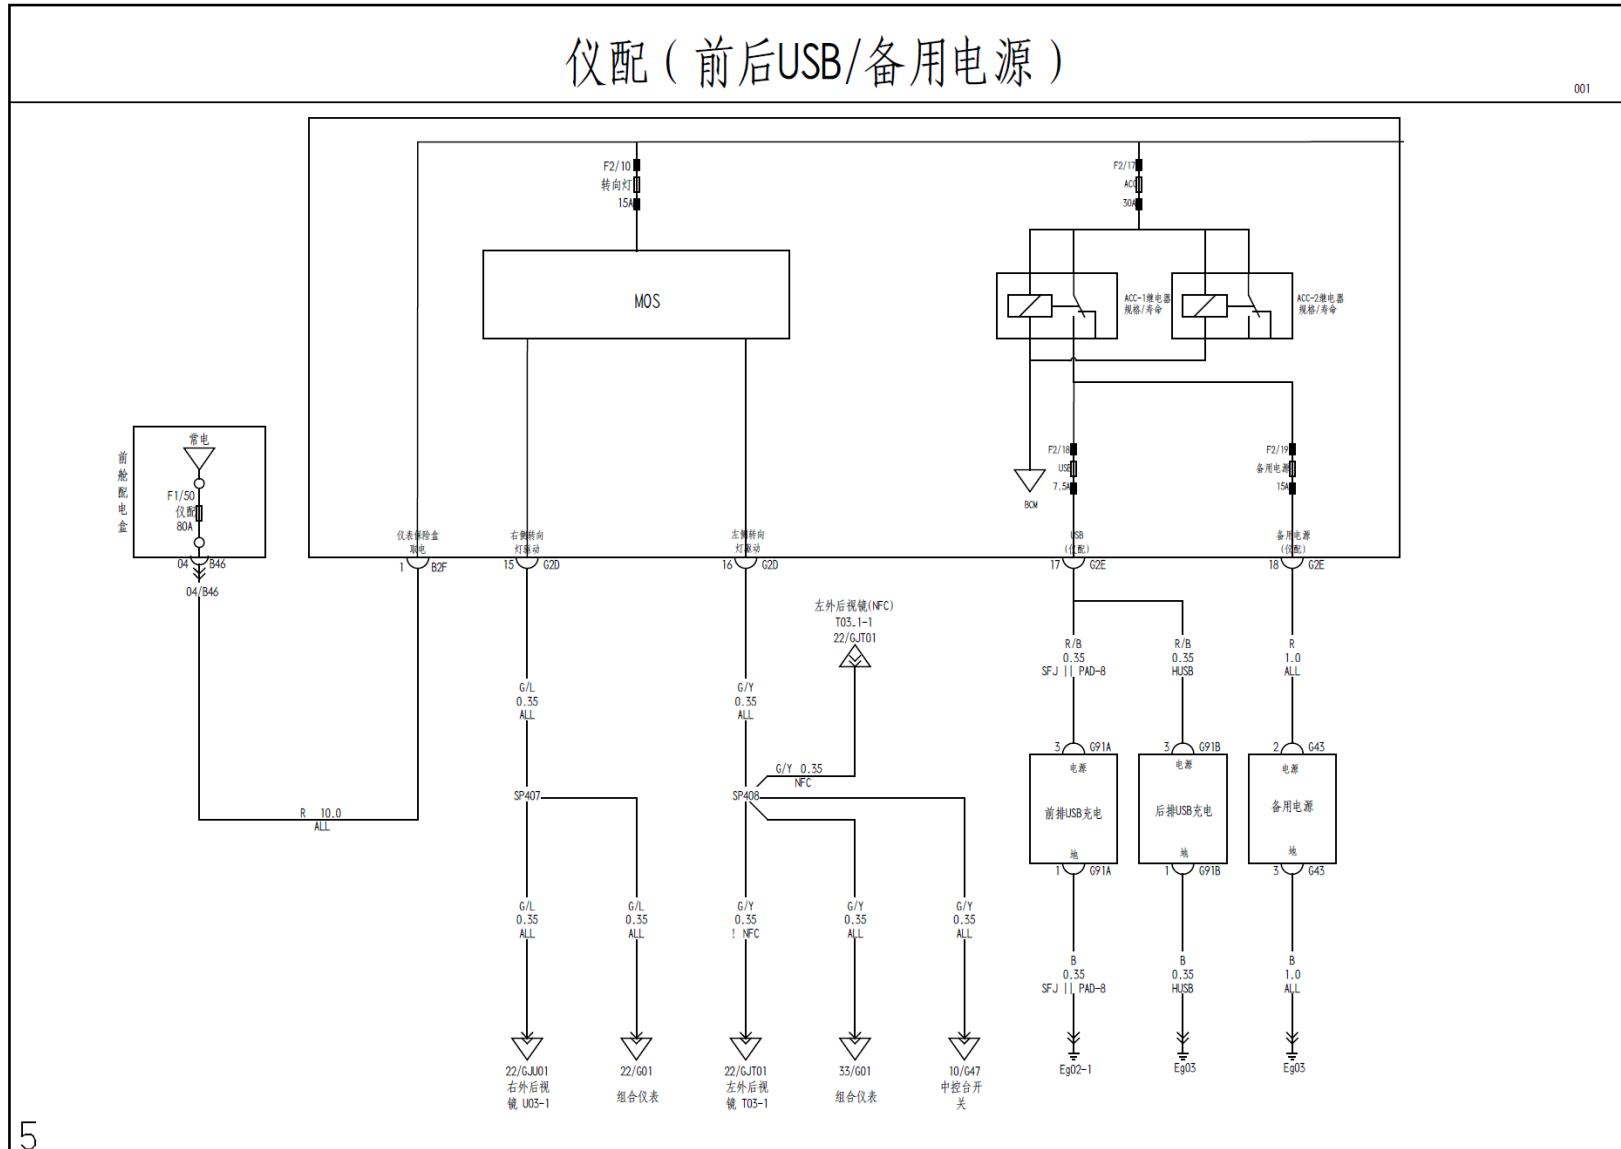 仪配（前后USB/备用电源）
001
F2/10
转向灯
15A
F2/17
ACC
30A
MOS
ACC-1继电器
规格/寿命
ACC-2继电器
规格/寿命
前舱配电盒
常电
F1/50
仪配
80A
04 B46
04/B46
F2/18
USB
7.5A
F2/19
备用电源
15A
BCM
仪表保险盒
取电
右侧转向
灯驱动
左侧转向
灯驱动
USB
(仪配)
备用电源
(仪配)
1 B2F
15 G2D
16 G2D
17 G2E
18 G2E
左外后视镜(NFC)
T03_1-1
22/GJT01
R/B
0.35
SFJ || PAD-8
R/B
0.35
HUSB
R
1.0
ALL
G/L
0.35
ALL
G/Y
0.35
ALL
3 G91A
3 G91B
2 G43
电源
电源
电源
G/Y 0.35
NFC
SP407
SP408
R 10.0
ALL
前排USB充电
后排USB充电
备用电源
地
地
地
1 G91A
1 G91B
3 G43
G/L
0.35
ALL
G/L
0.35
ALL
G/Y
0.35
! NFC
G/Y
0.35
ALL
G/Y
0.35
ALL
B
0.35
SFJ || PAD-8
B
0.35
HUSB
B
1.0
ALL
22/GJU01
右外后视
镜 U03-1
22/G01
组合仪表
22/GJT01
左外后视
镜 T03-1
33/G01
组合仪表
10/G47
中控台开
关
Eg02-1
Eg03
Eg03
5